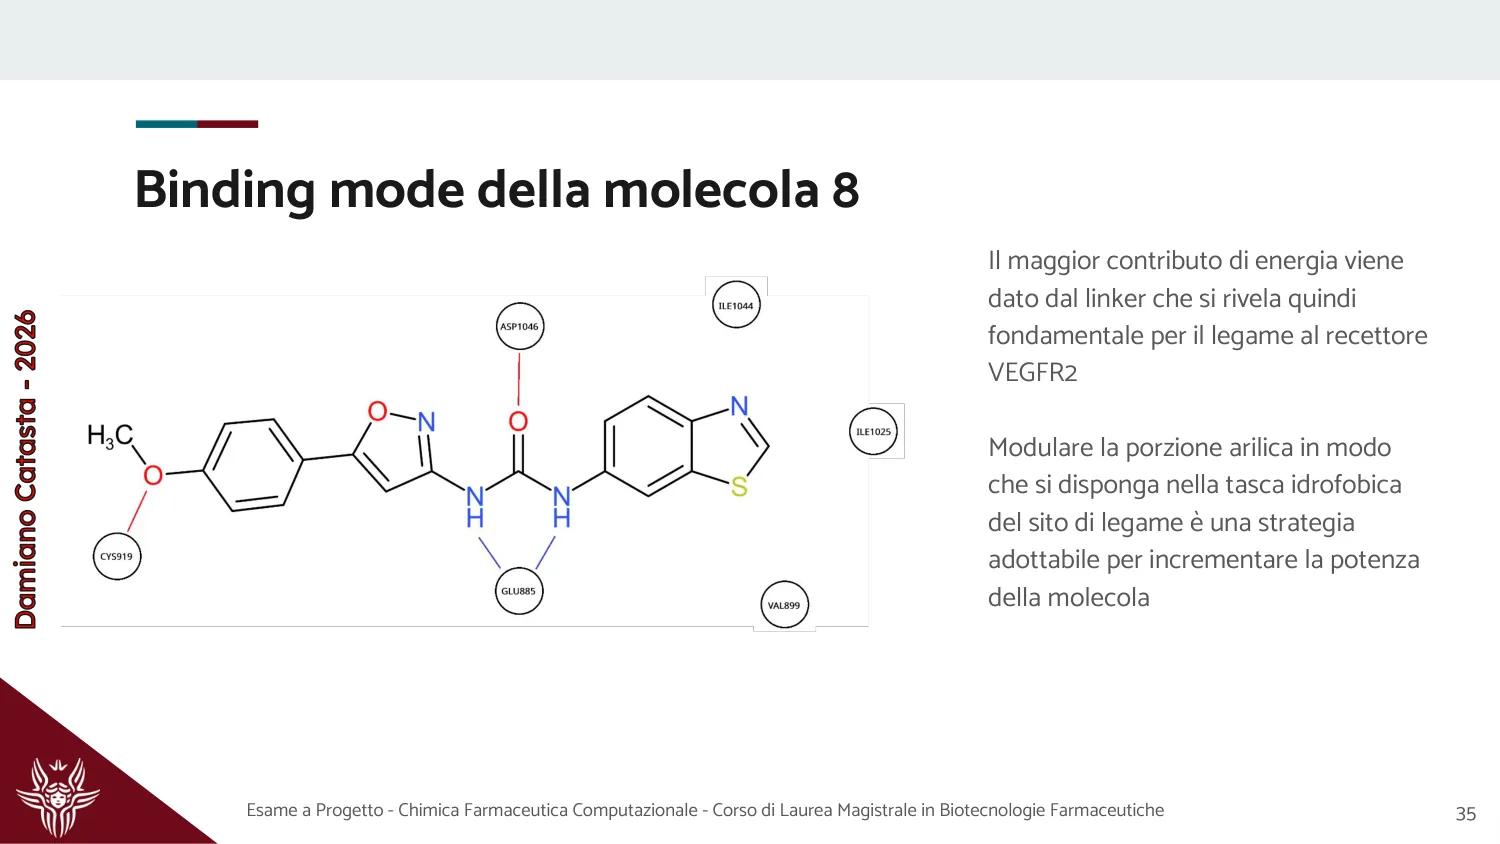 Binding mode della molecola 8
Il maggior contributo di energia viene
dato dal linker che si rivela quindi
fondamentale per il legame al recettore
VEGFR2
Modulare la porzione arilica in modo
che si disponga nella tasca idrofobica
del sito di legame è una strategia
adottabile per incrementare la potenza
della molecola
Damiano Catasta - 2026
ILE1044
ASP1046
O
N
O
N
H₃C
ILE1025
O
N
H
N
H
S
CYS919
GLU885
VAL899
Esame a Progetto - Chimica Farmaceutica Computazionale - Corso di Laurea Magistrale in Biotecnologie Farmaceutiche
35